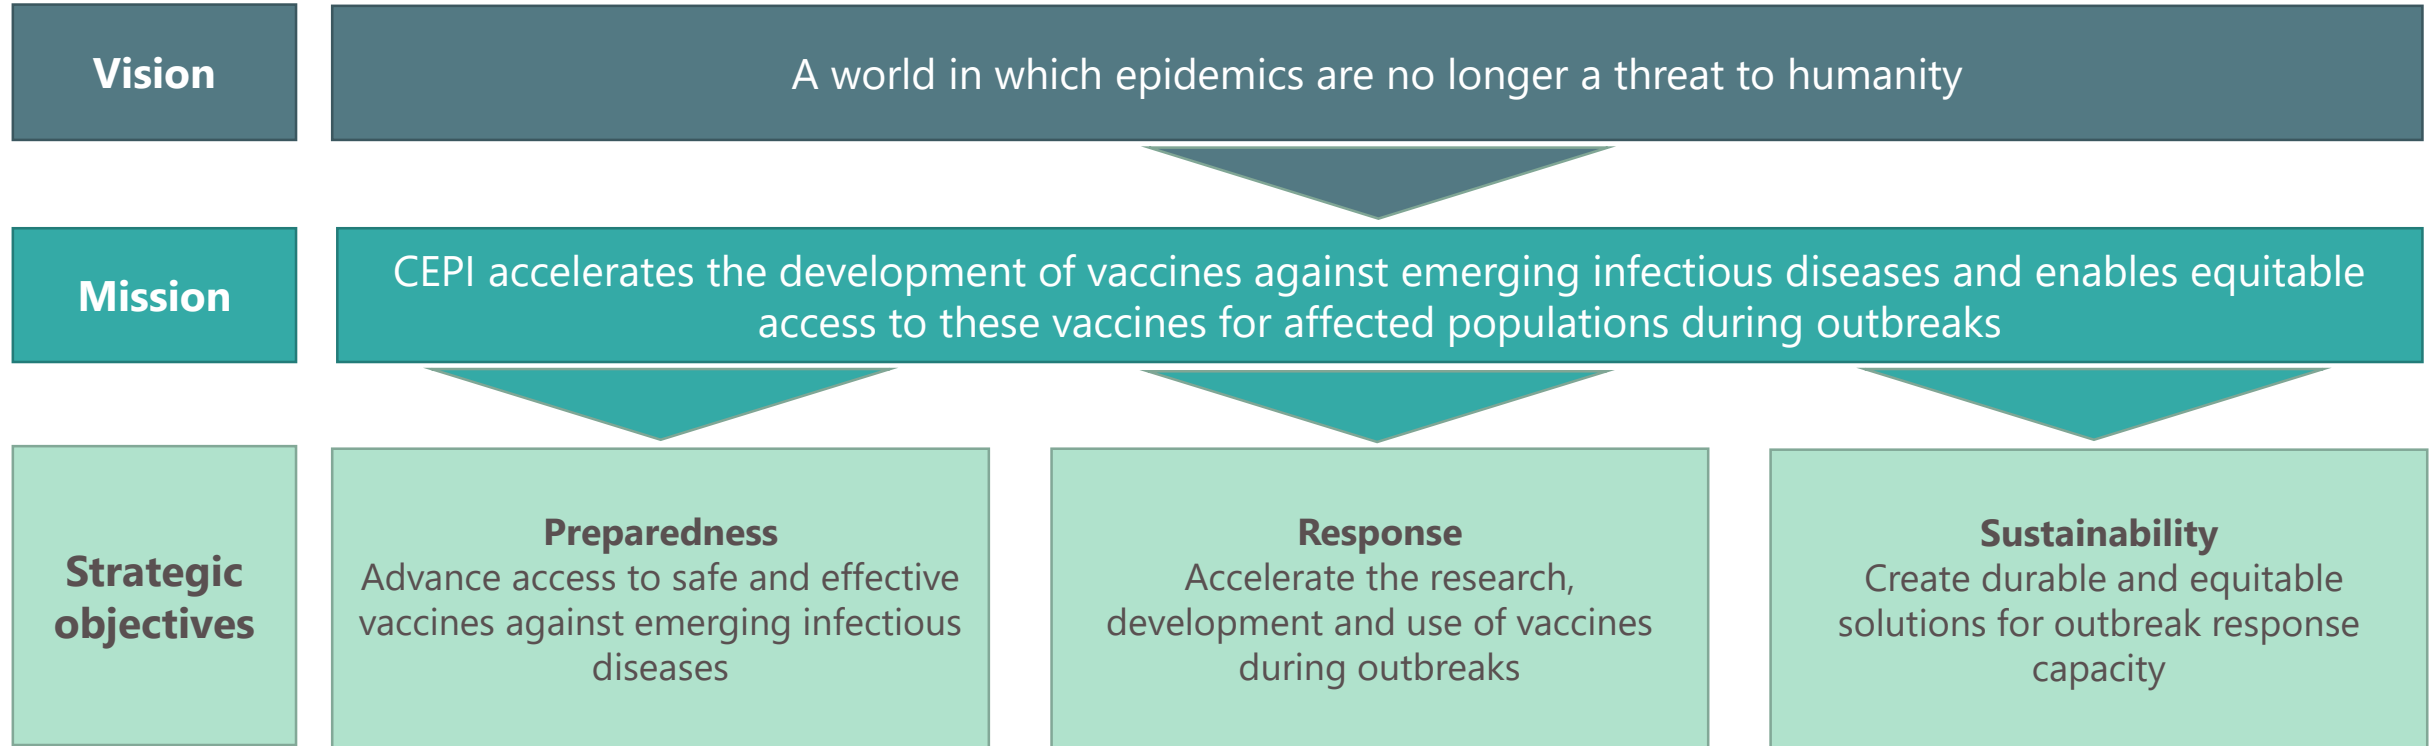 Vision
A world in which epidemics are no longer a threat to humanity
Mission
CEPI accelerates the development of vaccines against emerging infectious diseases and enables equitable
access to these vaccines for affected populations during outbreaks
Strategic
objectives
Preparedness
Advance access to safe and effective
vaccines against emerging infectious
diseases
Response
Accelerate the research,
development and use of vaccines
during outbreaks
Sustainability
Create durable and equitable
solutions for outbreak response
capacity